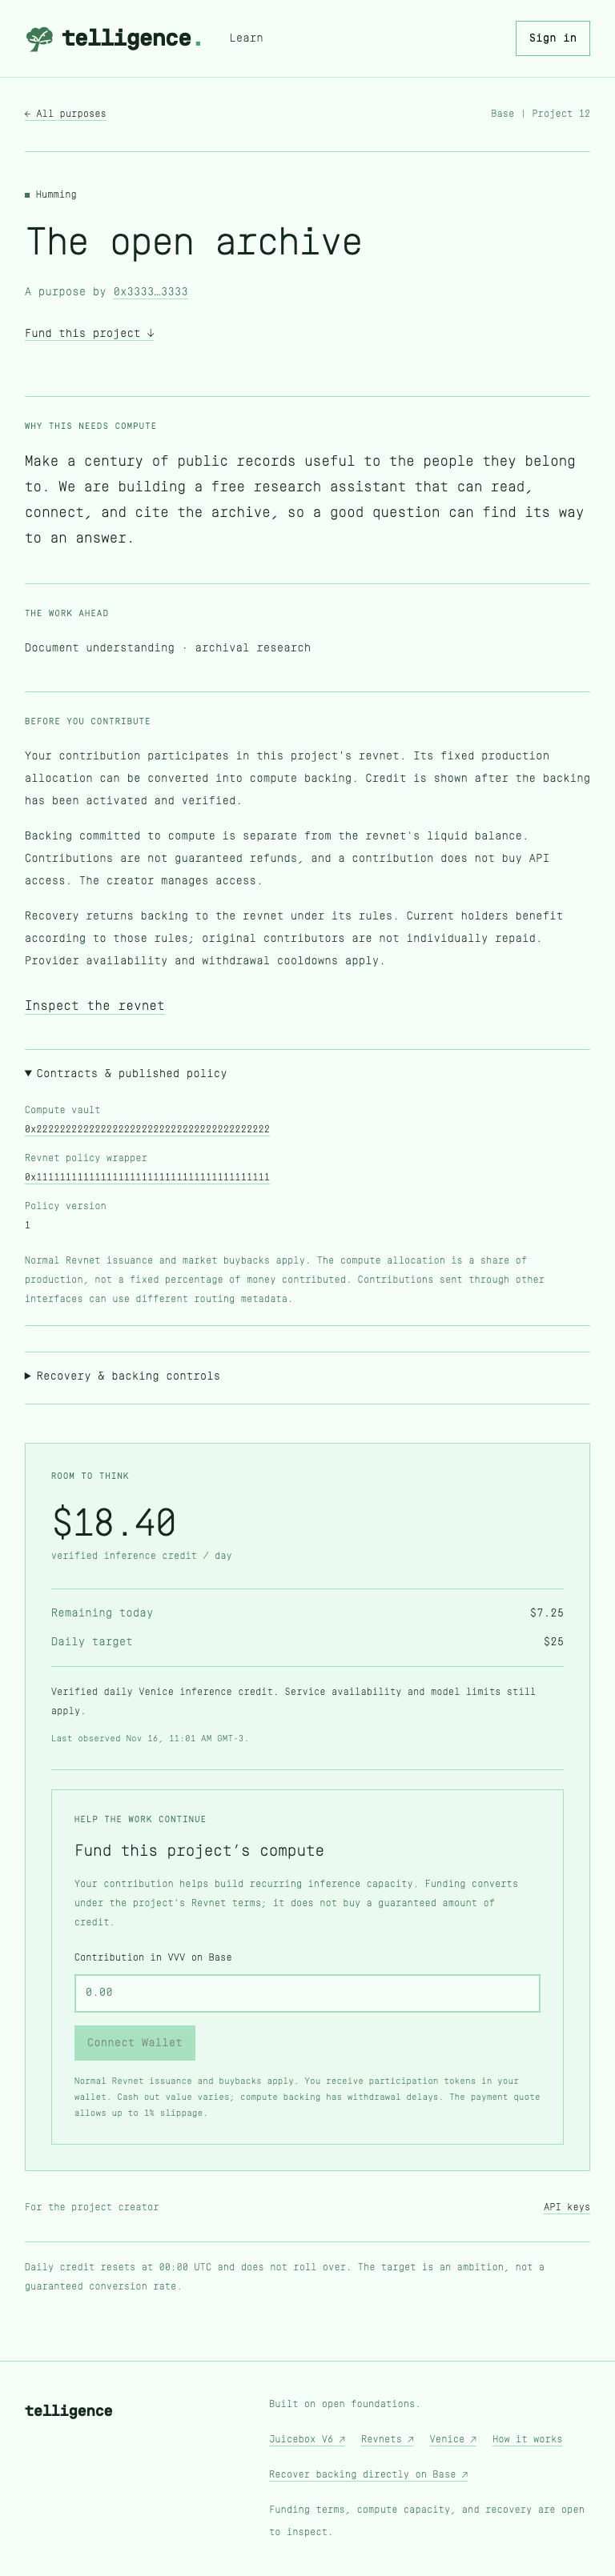 telligence.
Learn
Sign in
← All purposes
Base | Project 12
Humming
The open archive
A purpose by 0x3333…3333
Fund this project ↓
WHY THIS NEEDS COMPUTE
Make a century of public records useful to the people they belong
to. We are building a free research assistant that can read,
connect, and cite the archive, so a good question can find its way
to an answer.
THE WORK AHEAD
Document understanding · archival research
BEFORE YOU CONTRIBUTE
Your contribution participates in this project's revnet. Its fixed production
allocation can be converted into compute backing. Credit is shown after the backing
has been activated and verified.
Backing committed to compute is separate from the revnet’s liquid balance.
Contributions are not guaranteed refunds, and a contribution does not buy API
access. The creator manages access.
Recovery returns backing to the revnet under its rules. Current holders benefit
according to those rules; original contributors are not individually repaid.
Provider availability and withdrawal cooldowns apply.
Inspect the revnet
▼ Contracts & published policy
Compute vault
0x2222222222222222222222222222222222222222
Revnet policy wrapper
0x1111111111111111111111111111111111111111
Policy version
1
Normal Revnet issuance and market buybacks apply. The compute allocation is a share of
production, not a fixed percentage of money contributed. Contributions sent through other
interfaces can use different routing metadata.
▶ Recovery & backing controls
ROOM TO THINK
$18.40
verified inference credit / day
Remaining today
$7.25
Daily target
$25
Verified daily Venice inference credit. Service availability and model limits still
apply.
Last observed Nov 16, 11:01 AM GMT-3.
HELP THE WORK CONTINUE
Fund this project’s compute
Your contribution helps build recurring inference capacity. Funding converts
under the project’s Revnet terms; it does not buy a guaranteed amount of
credit.
Contribution in VVV on Base
0.00
Connect Wallet
Normal Revnet issuance and buybacks apply. You receive participation tokens in your
wallet. Cash out value varies; compute backing has withdrawal delays. The payment quote
allows up to 1% slippage.
For the project creator
API keys
Daily credit resets at 00:00 UTC and does not roll over. The target is an ambition, not a
guaranteed conversion rate.
telligence
Built on open foundations.
Juicebox V6 ↗ Revnets ↗ Venice ↗ How it works
Recover backing directly on Base ↗
Funding terms, compute capacity, and recovery are open
to inspect.